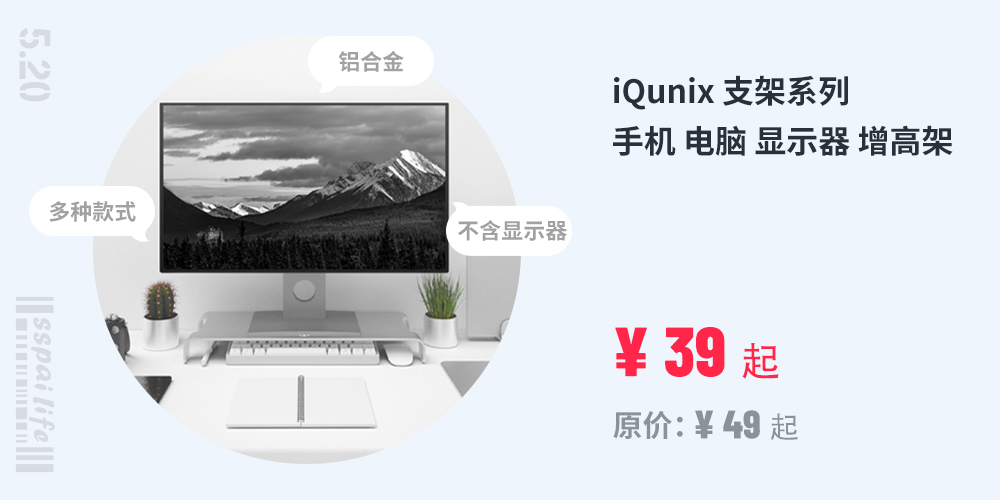 5.20
铝合金
多种款式
不含显示器
sspai life
iQunix 支架系列
手机 电脑 显示器 增高架
¥ 39 起
原价：¥ 49 起